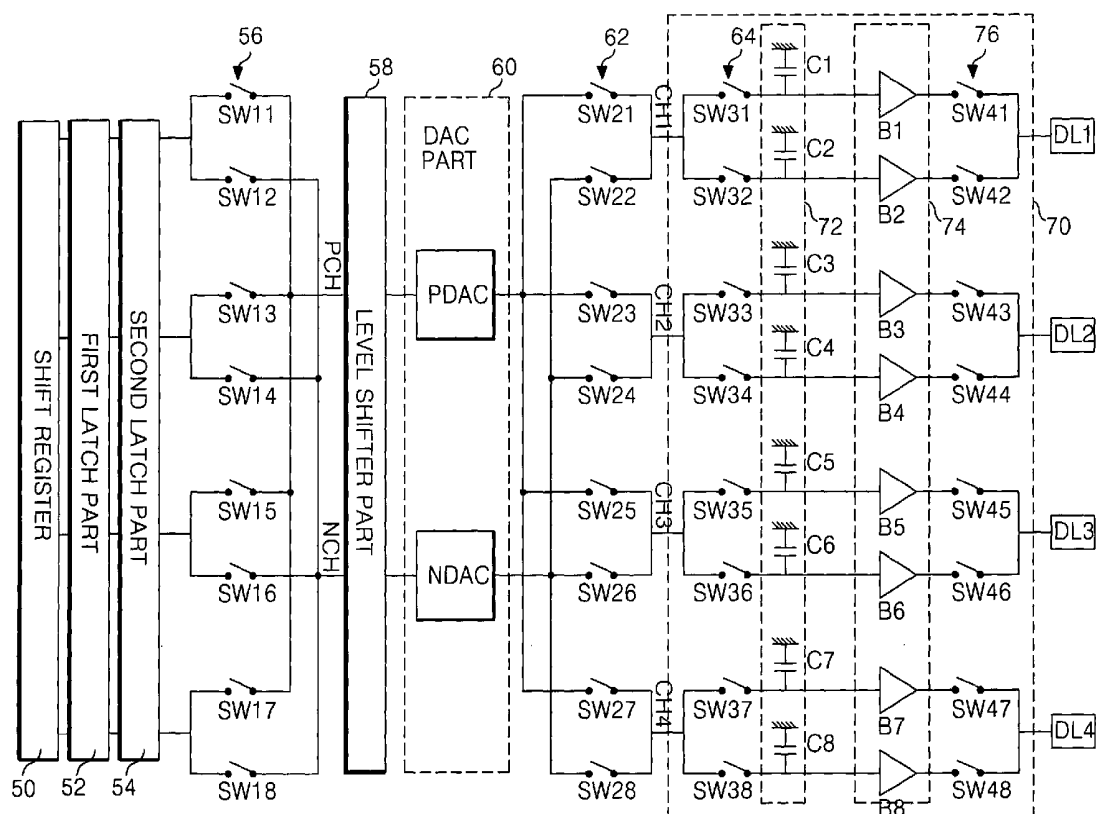 56
58
62
60
64
76
SW11
SW12
SW13
SW14
SW15
SW16
SW17
SW18
SHIFT REGISTER
FIRST LATCH PART
SECOND LATCH PART
50
52
54
PCH
NCH
LEVEL SHIFTER PART
DAC
PART
PDAC
NDAC
SW21
SW22
SW23
SW24
SW25
SW26
SW27
SW28
CH1
CH2
CH3
CH4
SW31
SW32
SW33
SW34
SW35
SW36
SW37
SW38
C1
C2
C3
C4
C5
C6
C7
C8
72
B1
B2
B3
B4
B5
B6
B7
B8
74
SW41
SW42
SW43
SW44
SW45
SW46
SW47
SW48
70
DL1
DL2
DL3
DL4